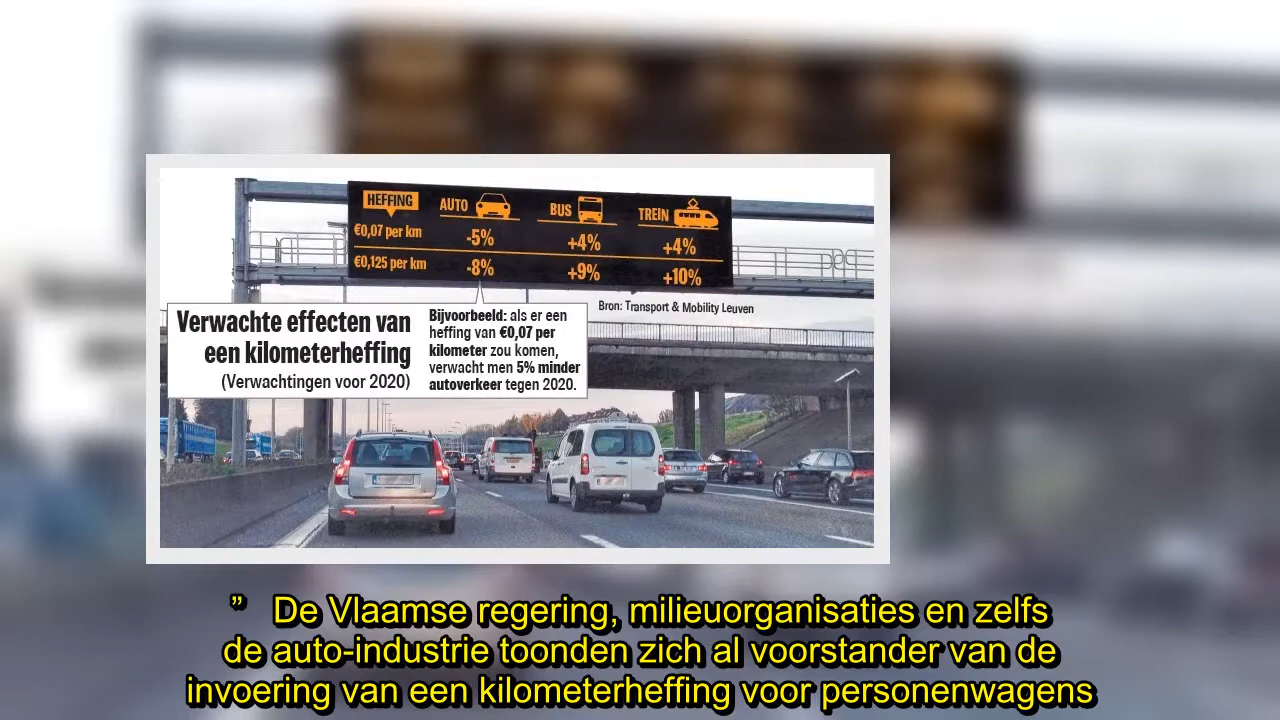 HEFFING AUTO BUS TREIN
€0,07 per km -5% +4% +4%
€0,125 per km -8% +9% +10%
Bron: Transport & Mobility Leuven
Verwachte effecten van
een kilometerheffing
(Verwachtingen voor 2020)
Bijvoorbeeld: als er een
heffing van €0,07 per
kilometer zou komen,
verwacht men 5% minder
autoverkeer tegen 2020.
” De Vlaamse regering, milieuorganisaties en zelfs
de auto-industrie toonden zich al voorstander van de
invoering van een kilometerheffing voor personenwagens